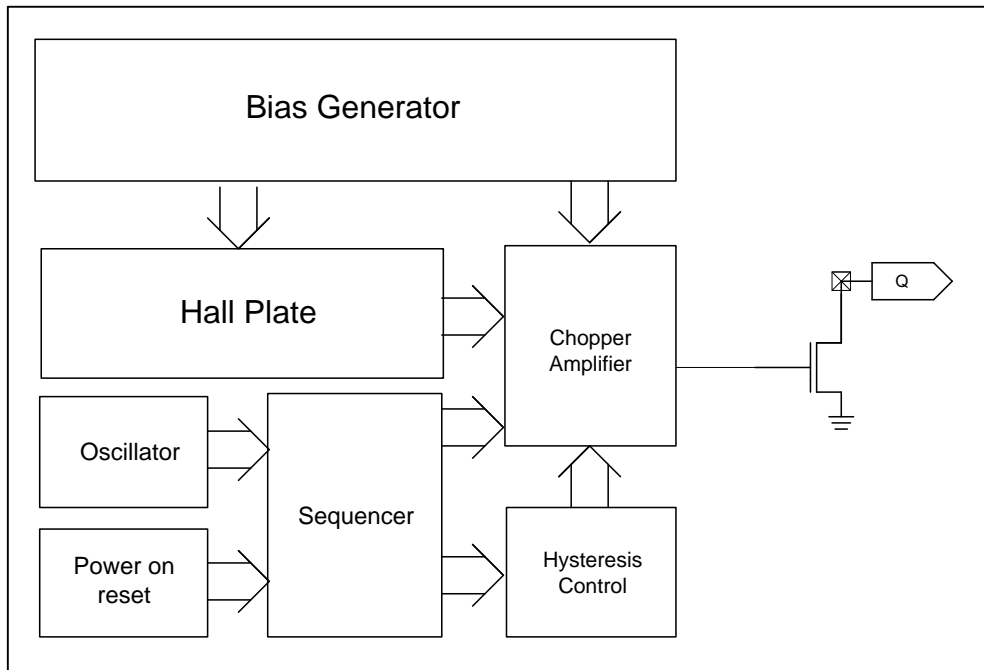 Bias Generator
Hall Plate
Chopper
Amplifier
Q
Oscillator
Sequencer
Power on
reset
Hysteresis
Control